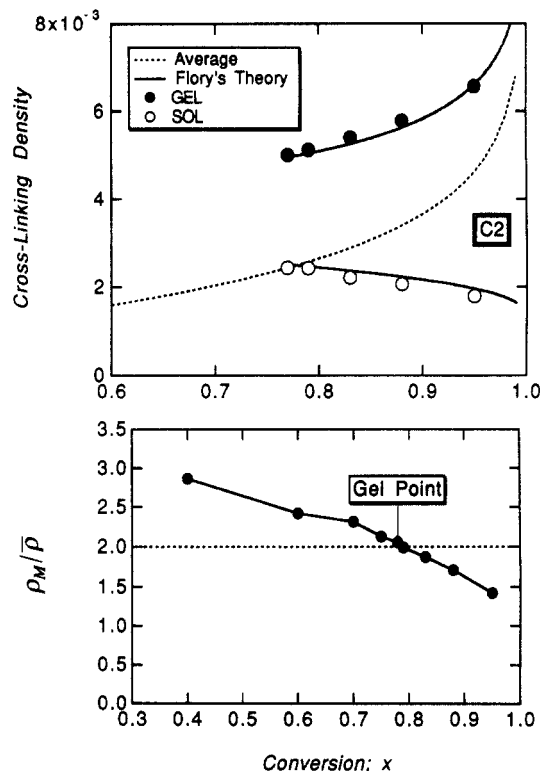 8×10⁻³
6
4
2
0
Cross-Linking Density
Average
Flory's Theory
GEL
SOL
C2
0.6 0.7 0.8 0.9 1.0
3.5
3.0
2.5
2.0
1.5
1.0
0.5
0.0
ρM/ρ̅
Gel Point
0.3 0.4 0.5 0.6 0.7 0.8 0.9 1.0
Conversion: x